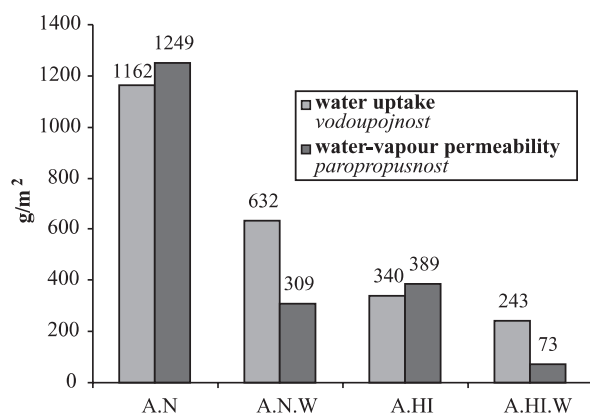 1400
1249
1200
1162
1000
water uptake
vodoupojnost
water-vapour permeability
paropropusnost
g/m²
800
632
600
400
309
340
389
243
200
73
0
A.N
A.N.W
A.HI
A.HI.W